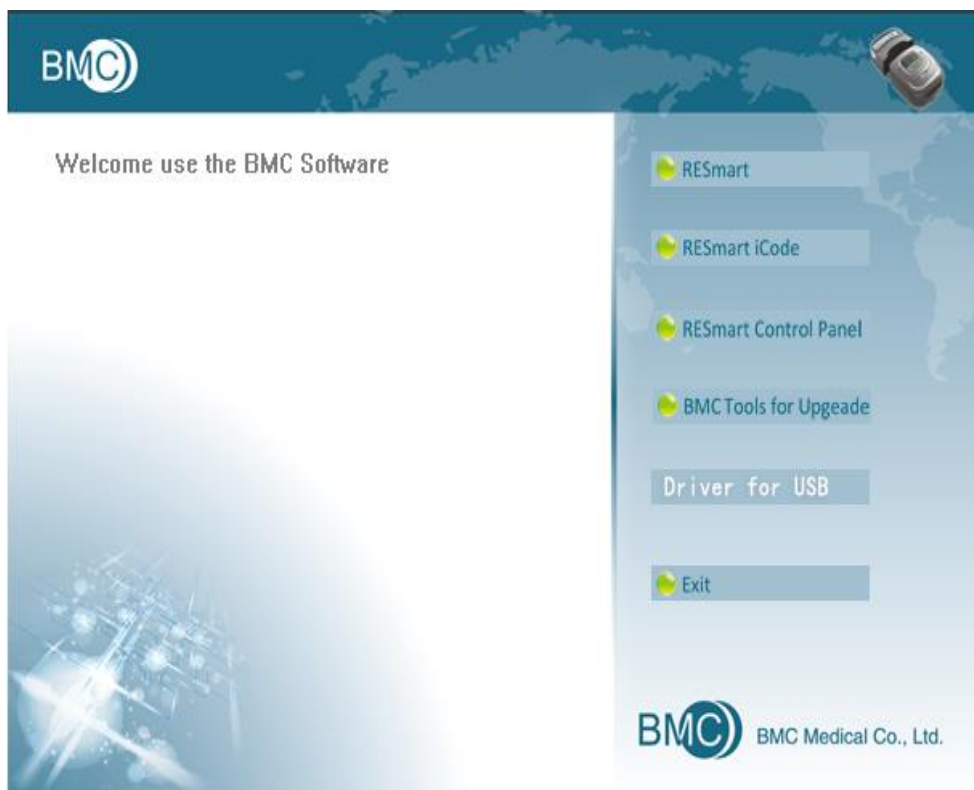 BMC
Welcome use the BMC Software
RESmart
RESmart iCode
RESmart Control Panel
BMC Tools for Upgeade
Driver for USB
Exit
BMC BMC Medical Co., Ltd.